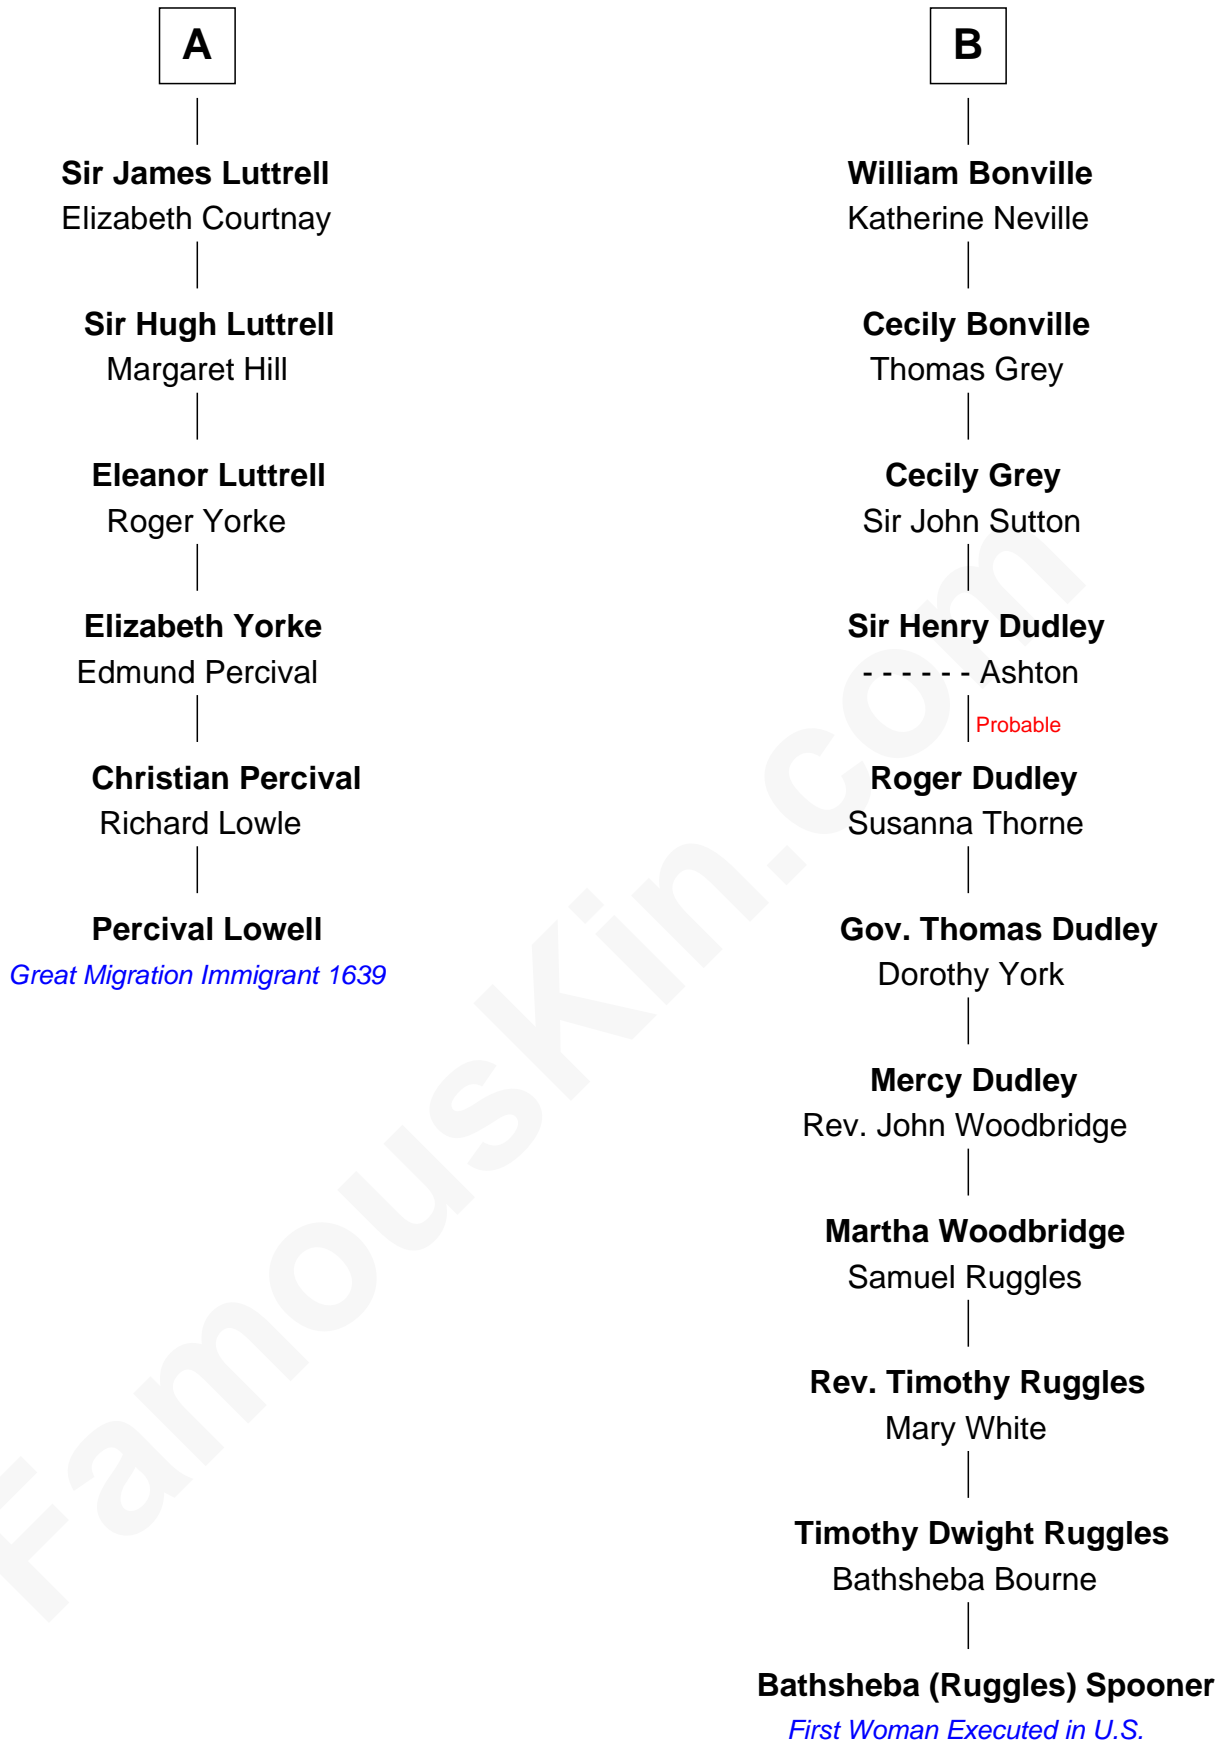 A
Sir James Luttrell
Elizabeth Courtnay
Sir Hugh Luttrell
Margaret Hill
Eleanor Luttrell
Roger Yorke
Elizabeth Yorke
Edmund Percival
Christian Percival
Richard Lowle
Percival Lowell
Great Migration Immigrant 1639
B
William Bonville
Katherine Neville
Cecily Bonville
Thomas Grey
Cecily Grey
Sir John Sutton
Sir Henry Dudley
- - - - - - Ashton
Probable
Roger Dudley
Susanna Thorne
Gov. Thomas Dudley
Dorothy York
Mercy Dudley
Rev. John Woodbridge
Martha Woodbridge
Samuel Ruggles
Rev. Timothy Ruggles
Mary White
Timothy Dwight Ruggles
Bathsheba Bourne
Bathsheba (Ruggles) Spooner
First Woman Executed in U.S.
FamousKin.com